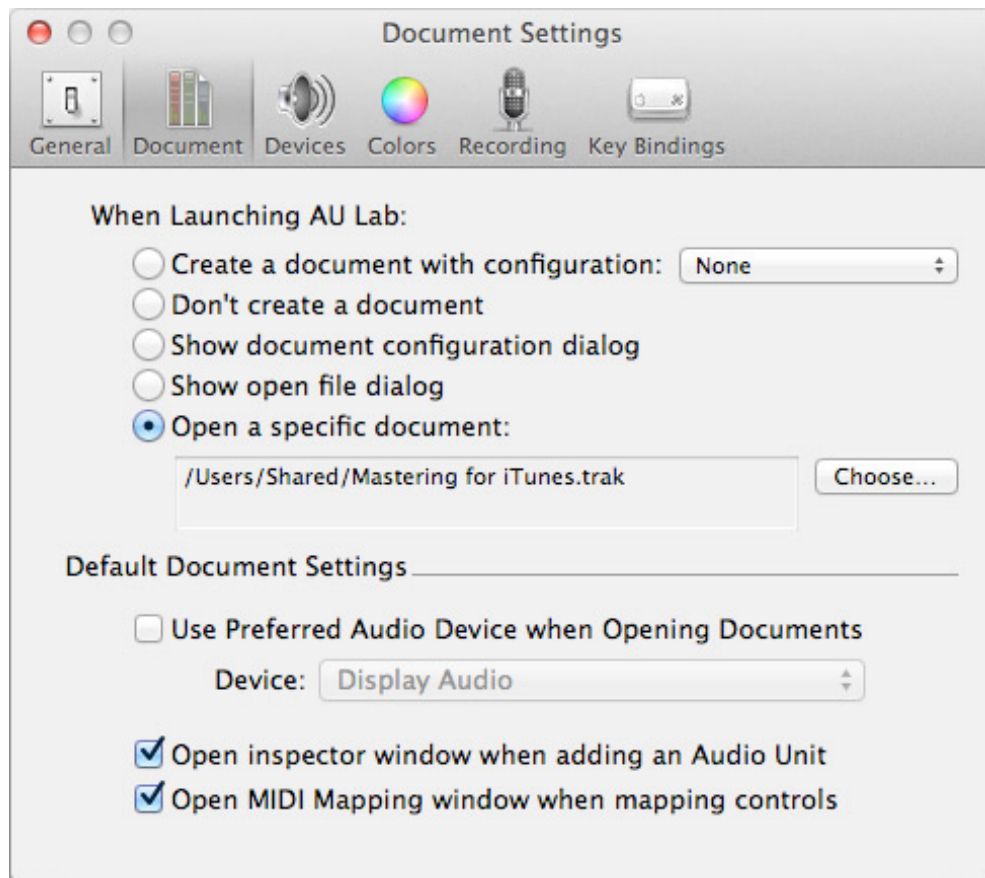 Document Settings
General Document Devices Colors Recording Key Bindings
When Launching AU Lab:
Create a document with configuration: None
Don't create a document
Show document configuration dialog
Show open file dialog
Open a specific document:
/Users/Shared/Mastering for iTunes.trak Choose...
Default Document Settings
Use Preferred Audio Device when Opening Documents
Device: Display Audio
Open inspector window when adding an Audio Unit
Open MIDI Mapping window when mapping controls